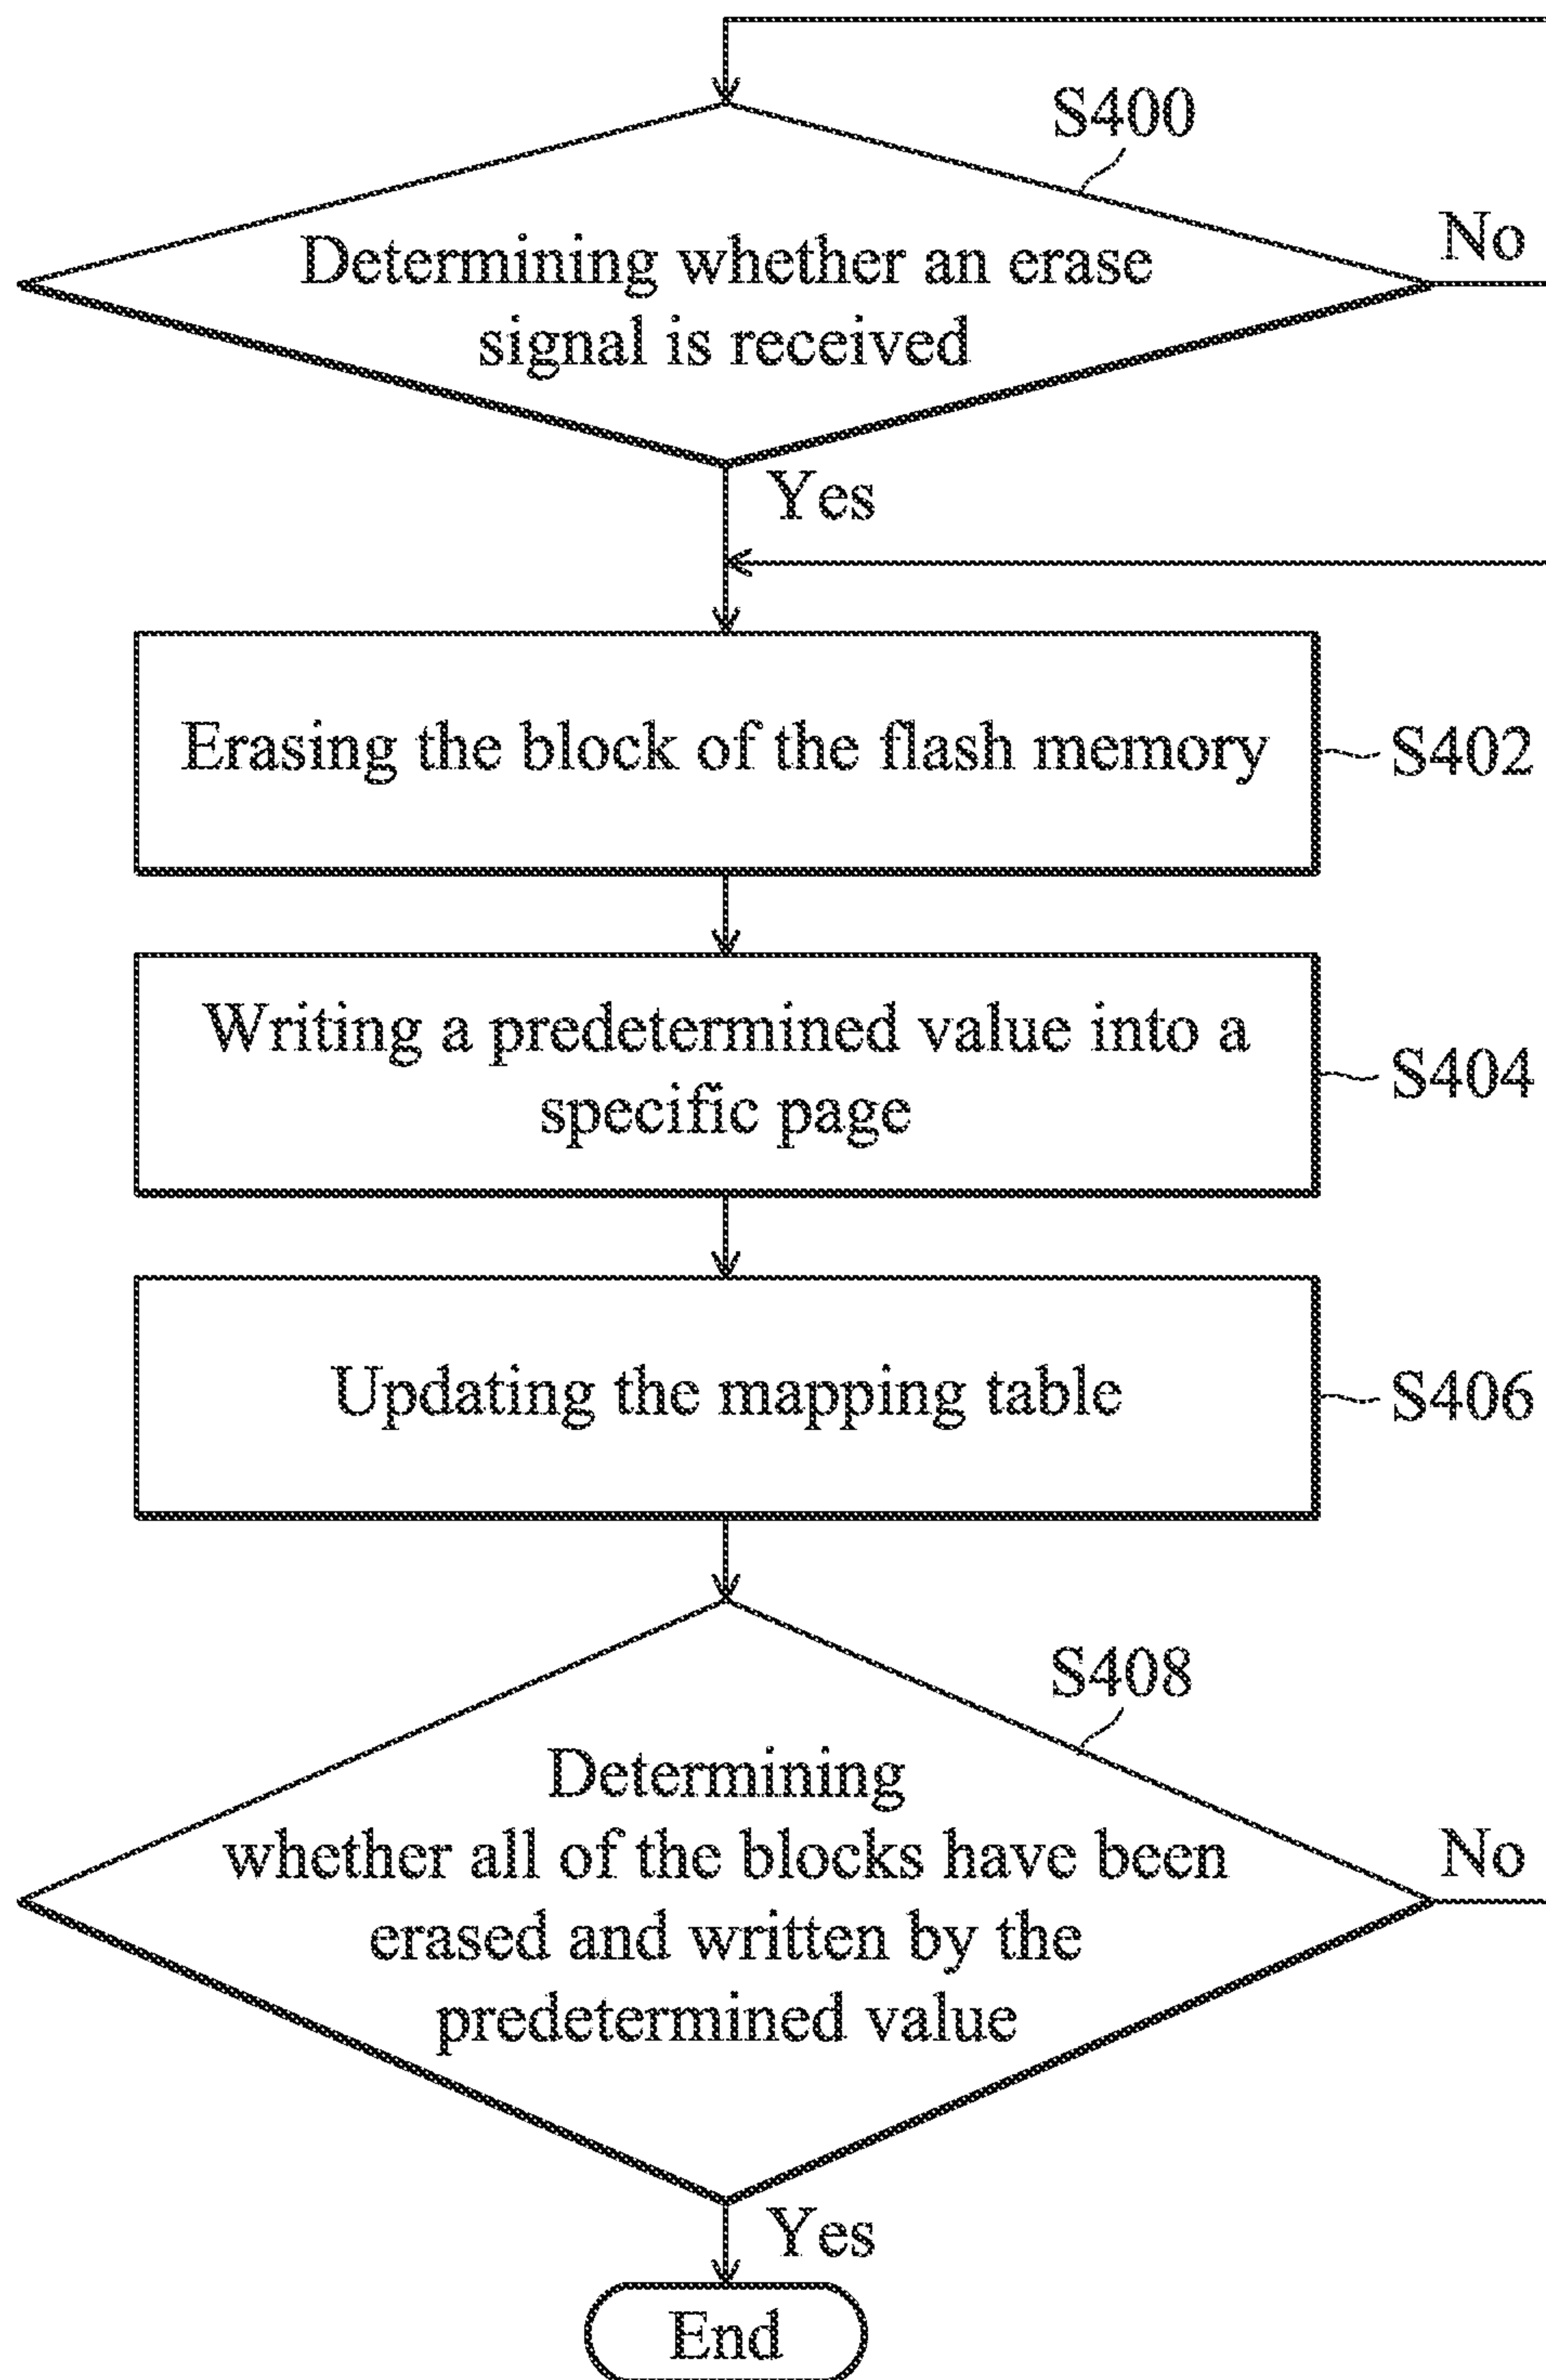 S400
Determining whether an erase
signal is received
No
Yes
Erasing the block of the flash memory
S402
Writing a predetermined value into a
specific page
S404
Updating the mapping table
S406
S408
Determining
whether all of the blocks have been
erased and written by the
predetermined value
No
Yes
End